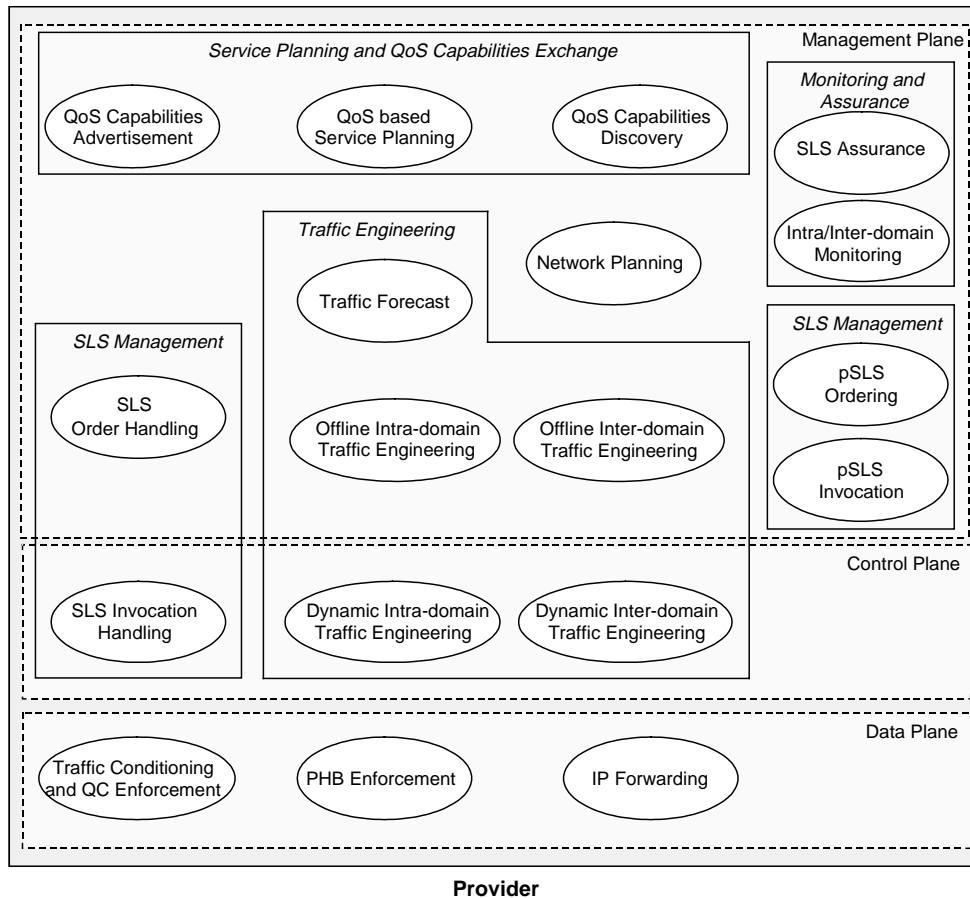 Management Plane
Service Planning and QoS Capabilities Exchange
QoS Capabilities
Advertisement
QoS based
Service Planning
QoS Capabilities
Discovery
Monitoring and
Assurance
SLS Assurance
Intra/Inter-domain
Monitoring
Traffic Engineering
Traffic Forecast
Network Planning
SLS Management
SLS
Order Handling
Offline Intra-domain
Traffic Engineering
Offline Inter-domain
Traffic Engineering
SLS Management
pSLS
Ordering
pSLS
Invocation
Control Plane
SLS Invocation
Handling
Dynamic Intra-domain
Traffic Engineering
Dynamic Inter-domain
Traffic Engineering
Data Plane
Traffic Conditioning
and QC Enforcement
PHB Enforcement
IP Forwarding
Provider